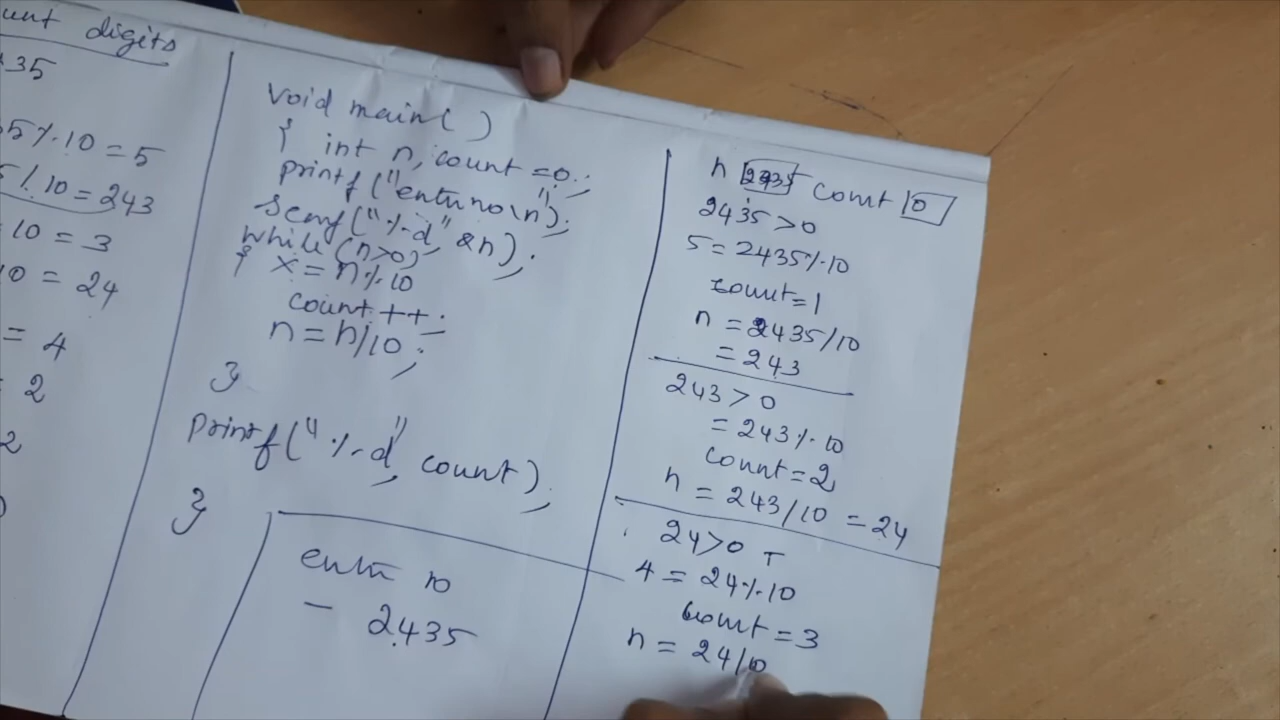 unt digits
35
5%10 = 5
5%10 = 243
10 = 3
10 = 24
= 4
= 2
2
void main( )
{ int n, count = 0;
printf("enter no\n");
scanf("%d", &n);
while (n>0)
{ x = n%10
count ++;
n = n/10;
}
printf("%d", count);
}
enter no
- 2435
n 2435 count 0
2435 > 0
5 = 2435%10
count = 1
n = 2435/10
= 243
243 > 0
= 243%10
count = 2
n = 243/10 = 24
24>0 T
4 = 24%10
count = 3
n = 24/10